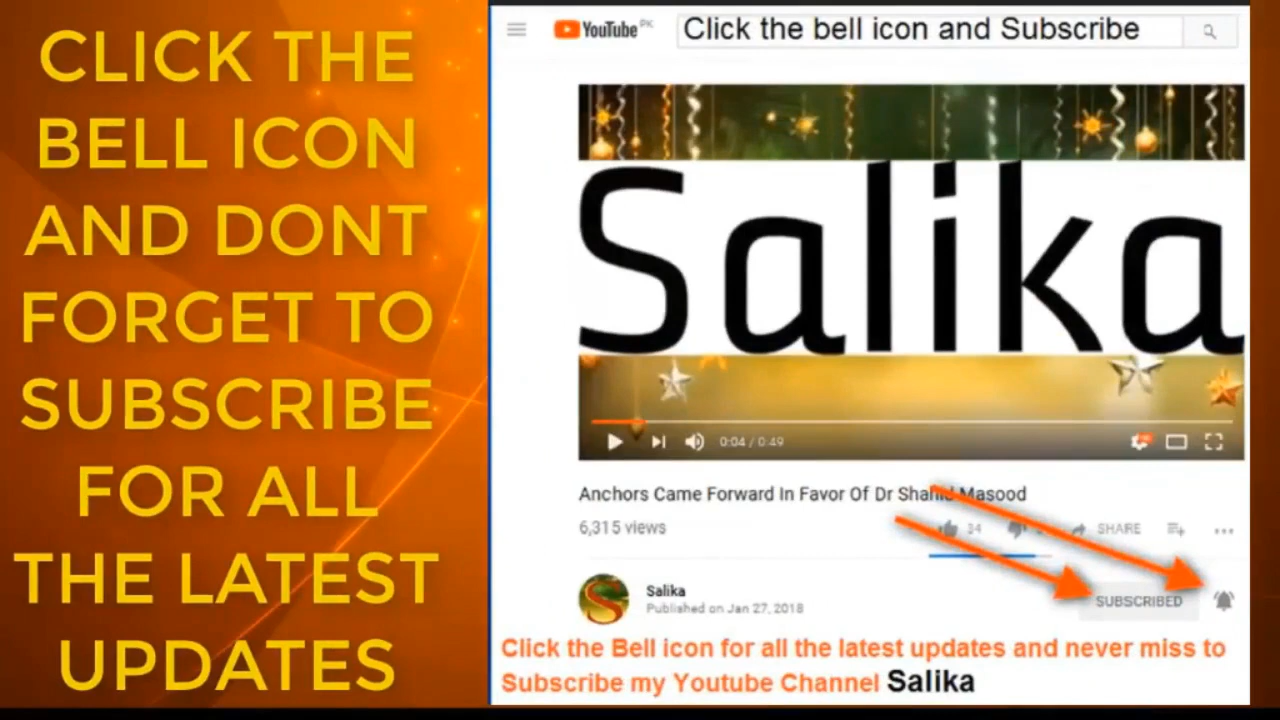 CLICK THE
BELL ICON
AND DONT
FORGET TO
SUBSCRIBE
FOR ALL
THE LATEST
UPDATES
YouTube PK
Click the bell icon and Subscribe
Salika
0:04 / 0:49
Anchors Came Forward In Favor Of Dr Shahid Masood
6,315 views
34
SHARE
Salika
Published on Jan 27, 2018
SUBSCRIBED
Click the Bell icon for all the latest updates and never miss to
Subscribe my Youtube Channel Salika